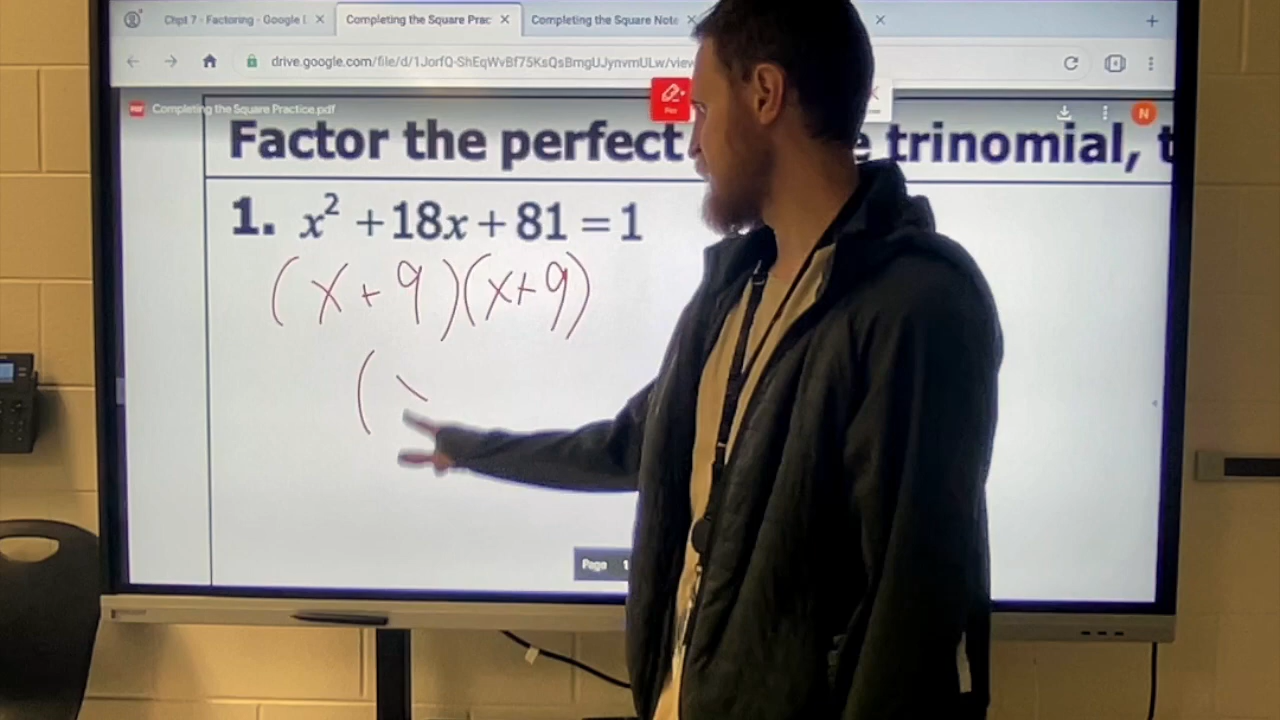 Chpt 7 - Factoring - Google
Completing the Square Prac
Completing the Square Note
drive.google.com/file/d/1JorfQ-ShEqWvBf75KsQsBmgUJynvmULw/view
Completing the Square Practice.pdf
Pen
N
Factor the perfect trinomial,
1. x² + 18x + 81 = 1
(x + 9)(x + 9)
(
Page 1